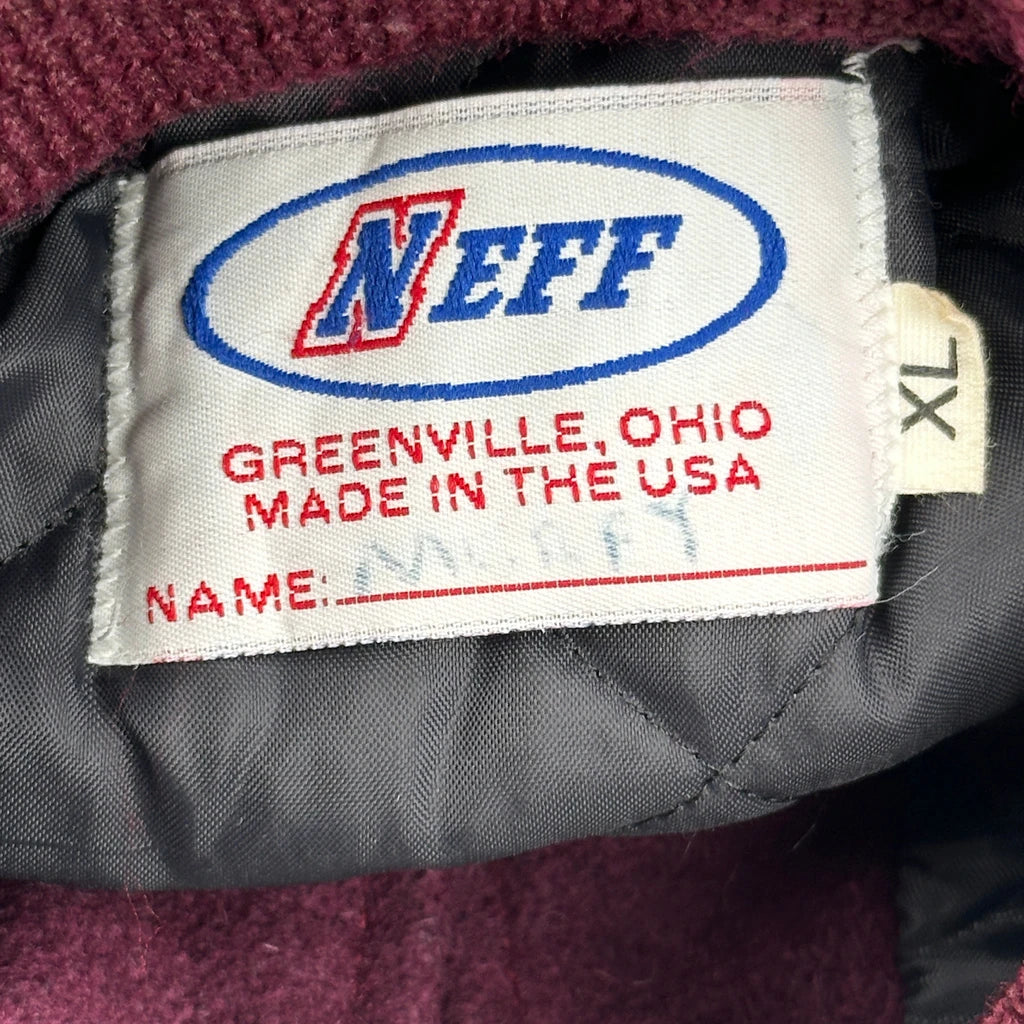 NEFF
GREENVILLE, OHIO
MADE IN THE USA
NAME:
XL